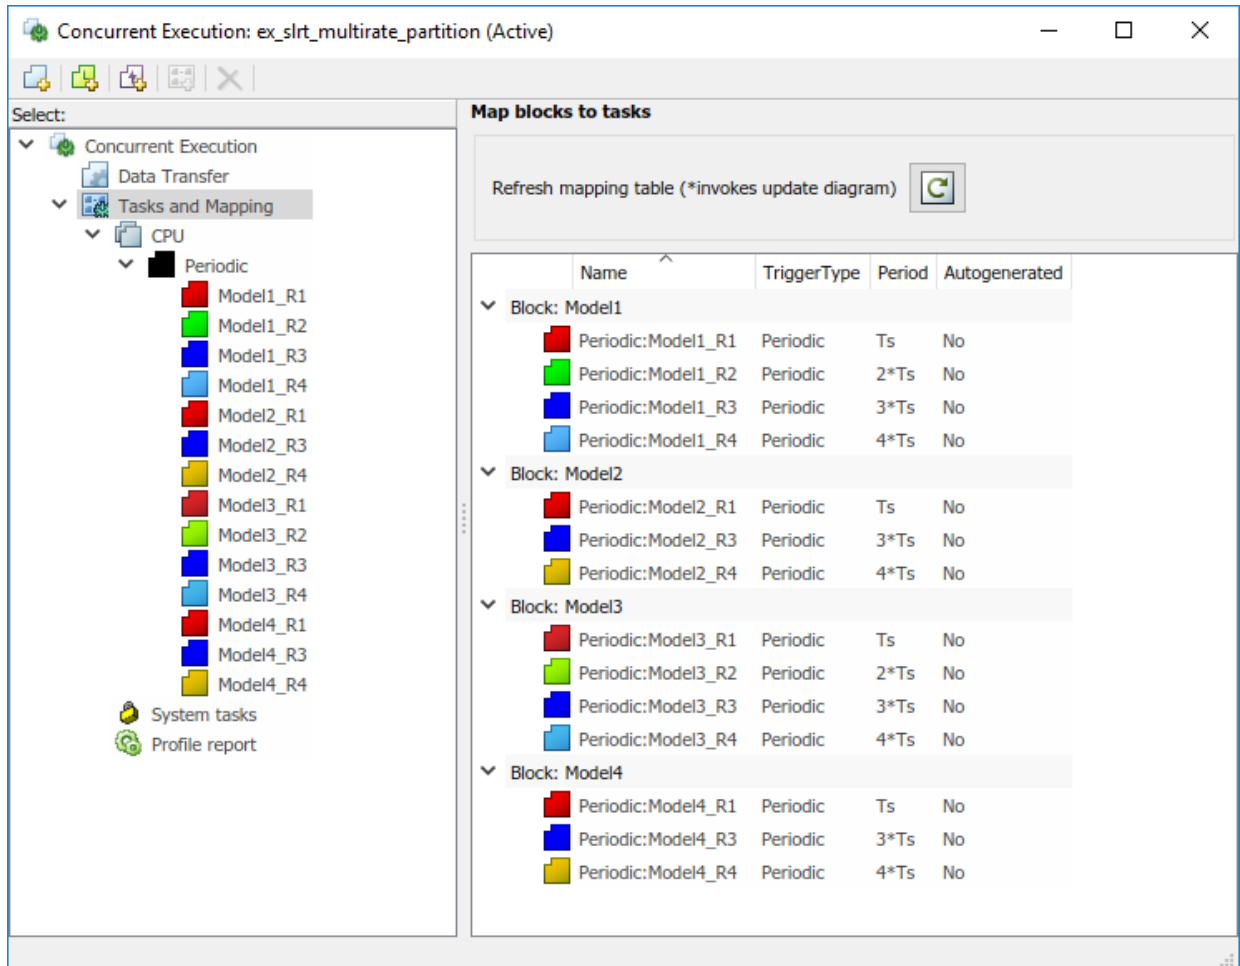 Concurrent Execution: ex_slrt_multirate_partition (Active)
Select:
Concurrent Execution
Data Transfer
Tasks and Mapping
CPU
Periodic
Model1_R1
Model1_R2
Model1_R3
Model1_R4
Model2_R1
Model2_R3
Model2_R4
Model3_R1
Model3_R2
Model3_R3
Model3_R4
Model4_R1
Model4_R3
Model4_R4
System tasks
Profile report
Map blocks to tasks
Refresh mapping table (*invokes update diagram)
Name TriggerType Period Autogenerated
Block: Model1
Periodic:Model1_R1 Periodic Ts No
Periodic:Model1_R2 Periodic 2*Ts No
Periodic:Model1_R3 Periodic 3*Ts No
Periodic:Model1_R4 Periodic 4*Ts No
Block: Model2
Periodic:Model2_R1 Periodic Ts No
Periodic:Model2_R3 Periodic 3*Ts No
Periodic:Model2_R4 Periodic 4*Ts No
Block: Model3
Periodic:Model3_R1 Periodic Ts No
Periodic:Model3_R2 Periodic 2*Ts No
Periodic:Model3_R3 Periodic 3*Ts No
Periodic:Model3_R4 Periodic 4*Ts No
Block: Model4
Periodic:Model4_R1 Periodic Ts No
Periodic:Model4_R3 Periodic 3*Ts No
Periodic:Model4_R4 Periodic 4*Ts No